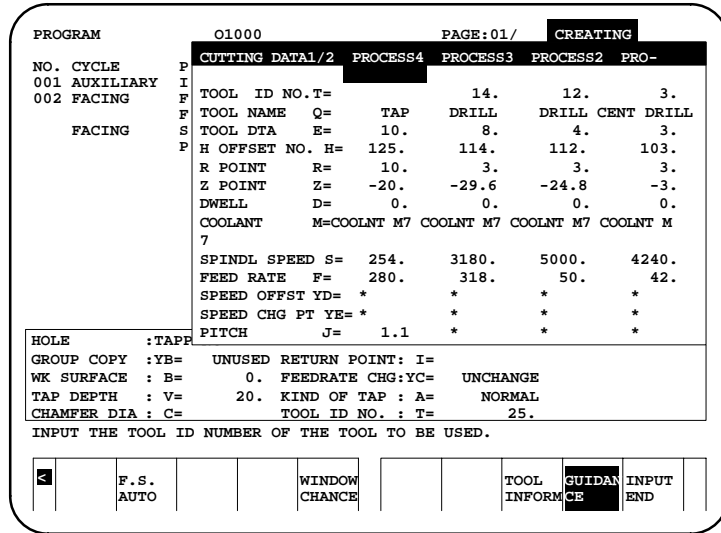 PROGRAM O1000 PAGE:01/ CREATING
CUTTING DATA1/2 PROCESS4 PROCESS3 PROCESS2 PRO-
NO. CYCLE P
001 AUXILIARY I
TOOL ID NO.T= 14. 12. 3.
002 FACING F
F TOOL NAME Q= TAP DRILL DRILL CENT DRILL
FACING S TOOL DTA E= 10. 8. 4. 3.
P H OFFSET NO. H= 125. 114. 112. 103.
R POINT R= 10. 3. 3. 3.
Z POINT Z= -20. -29.6 -24.8 -3.
DWELL D= 0. 0. 0. 0.
COOLANT M=COOLNT M7 COOLNT M7 COOLNT M7 COOLNT M
7
SPINDL SPEED S= 254. 3180. 5000. 4240.
FEED RATE F= 280. 318. 50. 42.
SPEED OFFST YD= * * * *
SPEED CHG PT YE= * * * *
PITCH J= 1.1 * * *
HOLE :TAPP
GROUP COPY :YB= UNUSED RETURN POINT: I=
WK SURFACE : B= 0. FEEDRATE CHG:YC= UNCHANGE
TAP DEPTH : V= 20. KIND OF TAP : A= NORMAL
CHAMFER DIA : C= TOOL ID NO. : T= 25.
INPUT THE TOOL ID NUMBER OF THE TOOL TO BE USED.
< F.S. WINDOW TOOL GUIDAN INPUT
AUTO CHANCE INFORM CE END